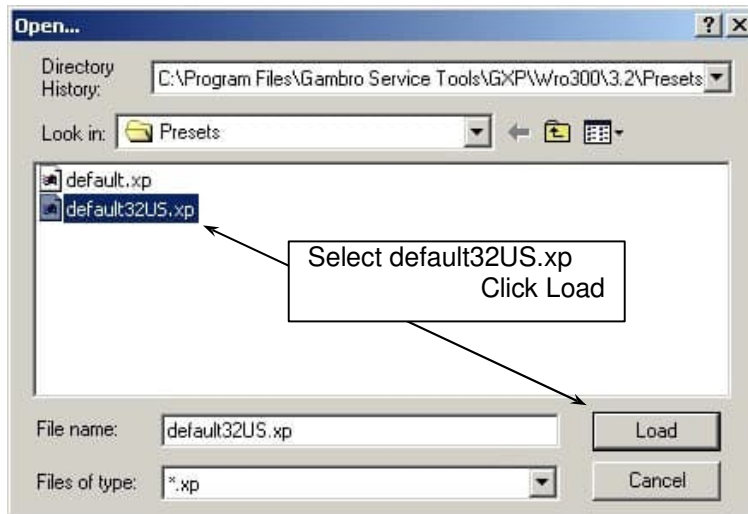 Open...
Directory History:
C:\Program Files\Gambro Service Tools\GXP\Wro300\3.2\Presets
Look in:
Presets
default.xp
default32US.xp
Select default32US.xp
Click Load
File name:
default32US.xp
Load
Files of type:
*.xp
Cancel